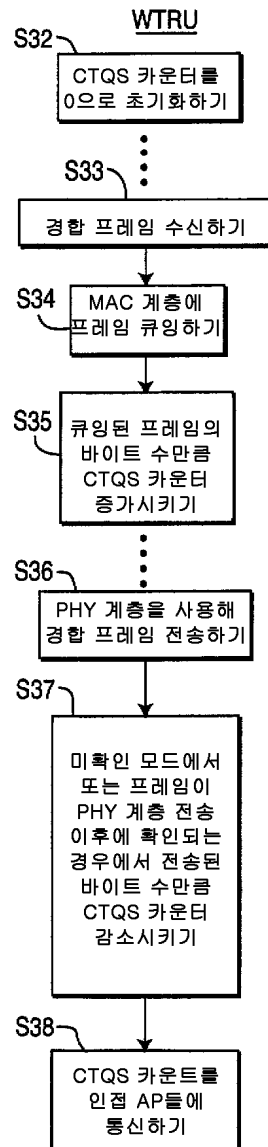 WTRU
S32
CTQS 카운터를
0으로 초기화하기
S33
경합 프레임 수신하기
S34
MAC 계층에
프레임 큐잉하기
S35
큐잉된 프레임의
바이트 수만큼
CTQS 카운터
증가시키기
S36
PHY 계층을 사용해
경합 프레임 전송하기
S37
미확인 모드에서
또는 프레임이
PHY 계층 전송
이후에 확인되는
경우에서 전송된
바이트 수만큼
CTQS 카운터
감소시키기
S38
CTQS 카운트를
인접 AP들에
통신하기